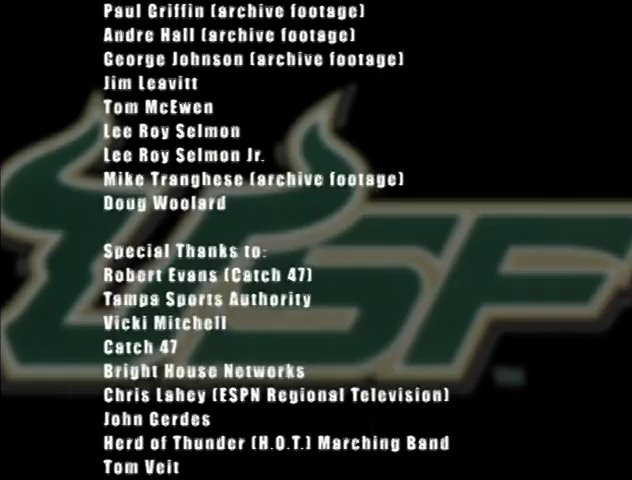 Paul Griffin (archive footage)
Andre Hall (archive footage)
George Johnson (archive footage)
Jim Leavitt
Tom McEwen
Lee Roy Selmon
Lee Roy Selmon Jr.
Mike Tranghese (archive footage)
Doug Woolard
Special Thanks to:
Robert Evans (Catch 47)
Tampa Sports Authority
Vicki Mitchell
Catch 47
Bright House Networks
Chris Lahey (ESPN Regional Television)
John Gerdes
Herd of Thunder (H.O.T.) Marching Band
Tom Veit
USF
TM